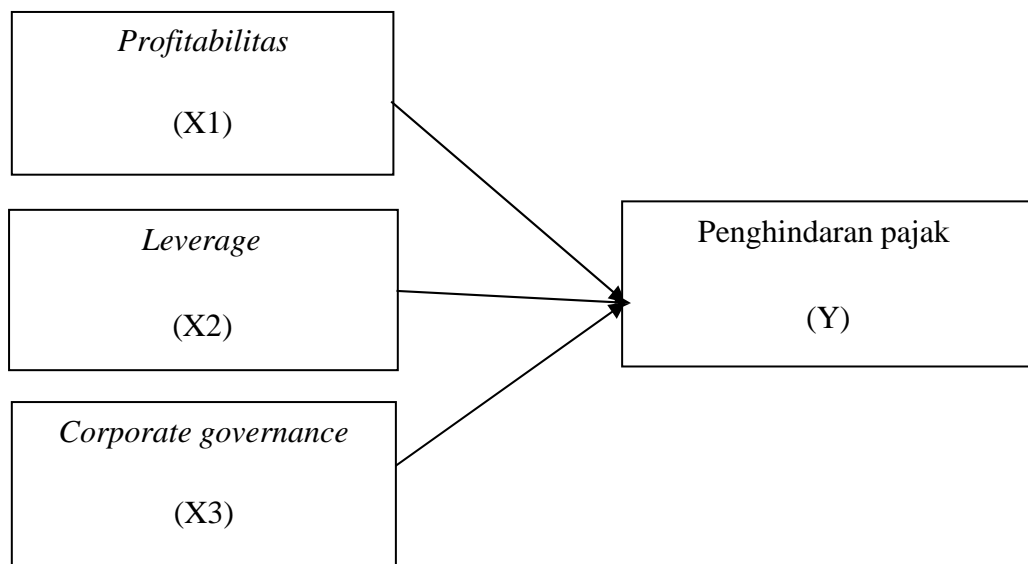 Profitabilitas
(X1)
Leverage
(X2)
Corporate governance
(X3)
Penghindaran pajak
(Y)